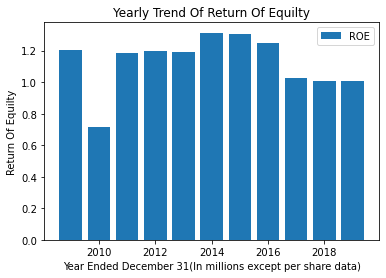 Yearly Trend Of Return Of Equilty
ROE
Return Of Equilty
1.2
1.0
0.8
0.6
0.4
0.2
0.0
2010 2012 2014 2016 2018
Year Ended December 31(In millions except per share data)